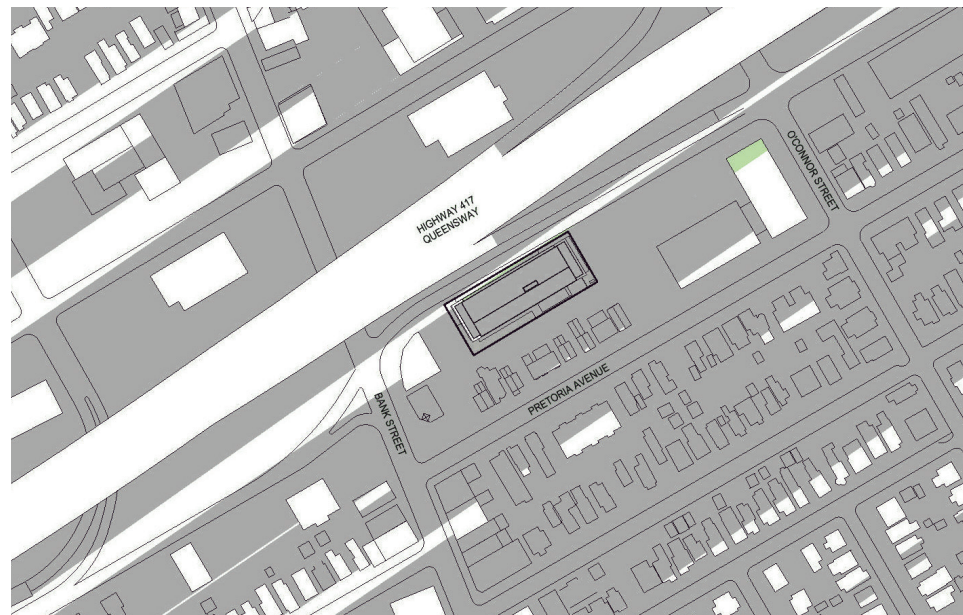 O'CONNOR STREET
HIGHWAY 417
QUEENSWAY
PRETORIA AVENUE
BANK STREET